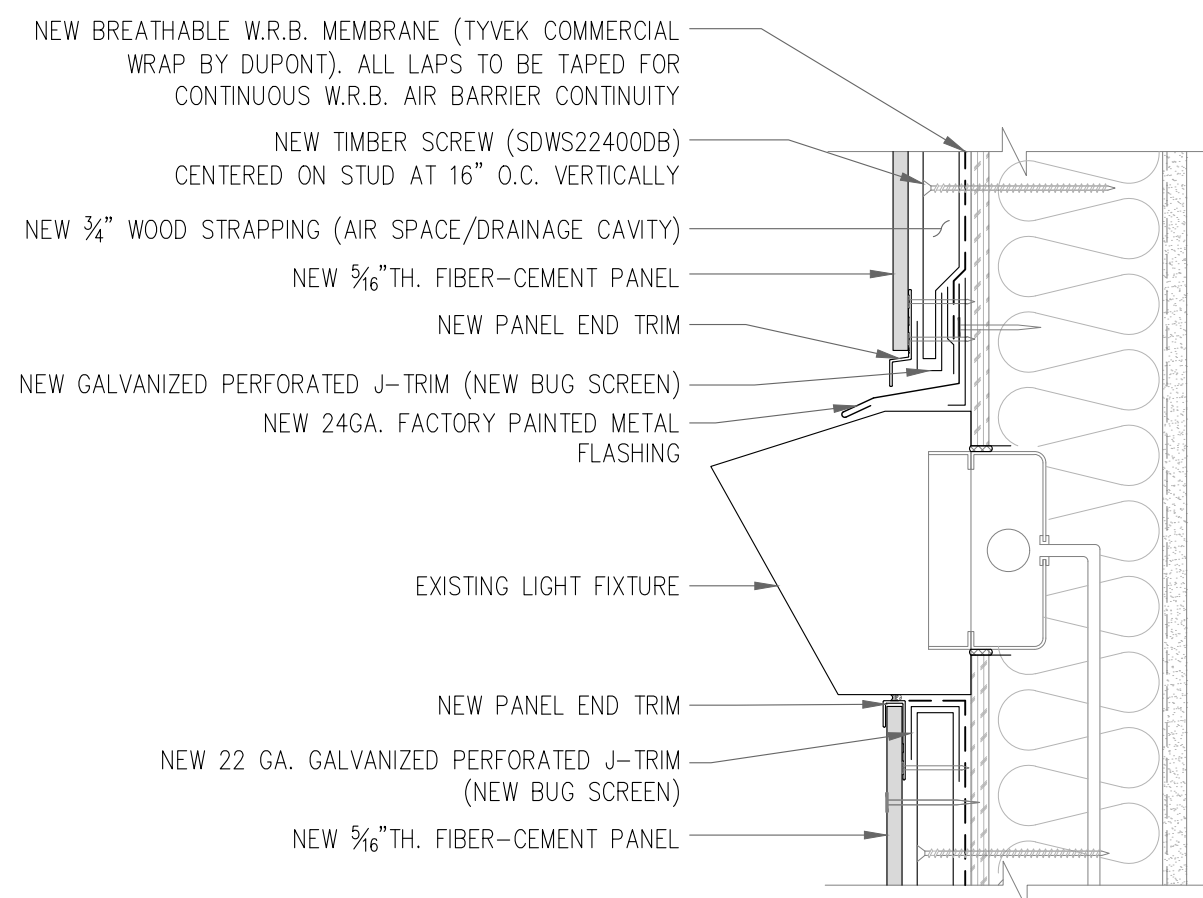 NEW BREATHABLE W.R.B. MEMBRANE (TYVEK COMMERCIAL
WRAP BY DUPONT). ALL LAPS TO BE TAPED FOR
CONTINUOUS W.R.B. AIR BARRIER CONTINUITY
NEW TIMBER SCREW (SDWS22400DB)
CENTERED ON STUD AT 16" O.C. VERTICALLY
NEW ¾" WOOD STRAPPING (AIR SPACE/DRAINAGE CAVITY)
NEW 5⁄16"TH. FIBER-CEMENT PANEL
NEW PANEL END TRIM
NEW GALVANIZED PERFORATED J-TRIM (NEW BUG SCREEN)
NEW 24GA. FACTORY PAINTED METAL
FLASHING
EXISTING LIGHT FIXTURE
NEW PANEL END TRIM
NEW 22 GA. GALVANIZED PERFORATED J-TRIM
(NEW BUG SCREEN)
NEW 5⁄16"TH. FIBER-CEMENT PANEL